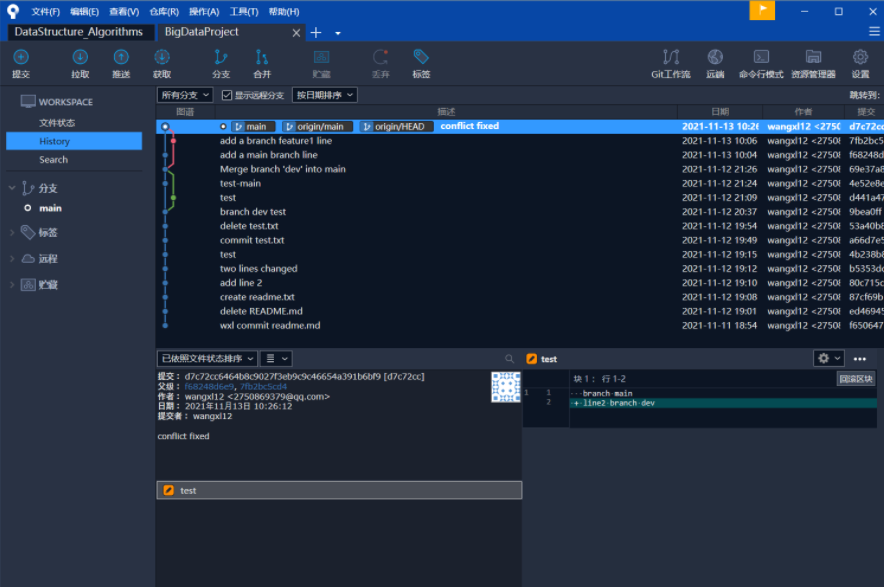 文件(F) 编辑(E) 查看(V) 仓库(R) 操作(A) 工具(T) 帮助(H)
DataStructure_Algorithms BigDataProject
提交 拉取 推送 获取 分支 合并 贮藏 丢弃 标签 Git工作流 远端 命令行模式 资源管理器 设置
所有分支 显示远程分支 按日期排序 跳转到:
图谱 描述 日期 作者 提交
WORKSPACE
文件状态
History
Search
分支
main
标签
远程
贮藏
main origin/main origin/HEAD conflict fixed 2021-11-13 10:26 wangxl12 <2750 d7c72cc
add a branch feature1 line 2021-11-13 10:06 wangxl12 <27508 7fb2bc5
add a main branch line 2021-11-13 10:04 wangxl12 <27508 f68248d
Merge branch 'dev' into main 2021-11-12 21:26 wangxl12 <27508 69e37a8
test-main 2021-11-12 21:24 wangxl12 <27508 4e52e8e
test 2021-11-12 21:09 wangxl12 <27508 d441a47
branch dev test 2021-11-12 20:37 wangxl12 <27508 9bea0ff
delete test.txt 2021-11-12 19:54 wangxl12 <27508 53a40b8
commit test.txt 2021-11-12 19:49 wangxl12 <27508 a66d7e5
test 2021-11-12 19:15 wangxl12 <27508 4b238b8
two lines changed 2021-11-12 19:12 wangxl12 <27508 b5353dc
add line 2 2021-11-12 19:10 wangxl12 <27508 80c715c
create readme.txt 2021-11-12 19:08 wangxl12 <27508 87cf69b
delete README.md 2021-11-12 19:01 wangxl12 <27508 ed46945
wxl commit readme.md 2021-11-11 18:54 wangxl12 <27508 f650647
已依照文件状态排序
提交： d7c72cc6464b8c9027f3eb9c9c46654a391b6bf9 [d7c72cc]
父级： f68248d6e9, 7fb2bc5cd4
作者： wangxl12 <2750869379@qq.com>
日期： 2021年11月13日 10:26:12
提交者： wangxl12
conflict fixed
test
test
块 1： 行 1-2 回滚区块
1 1 branch main
2 + line2 branch dev